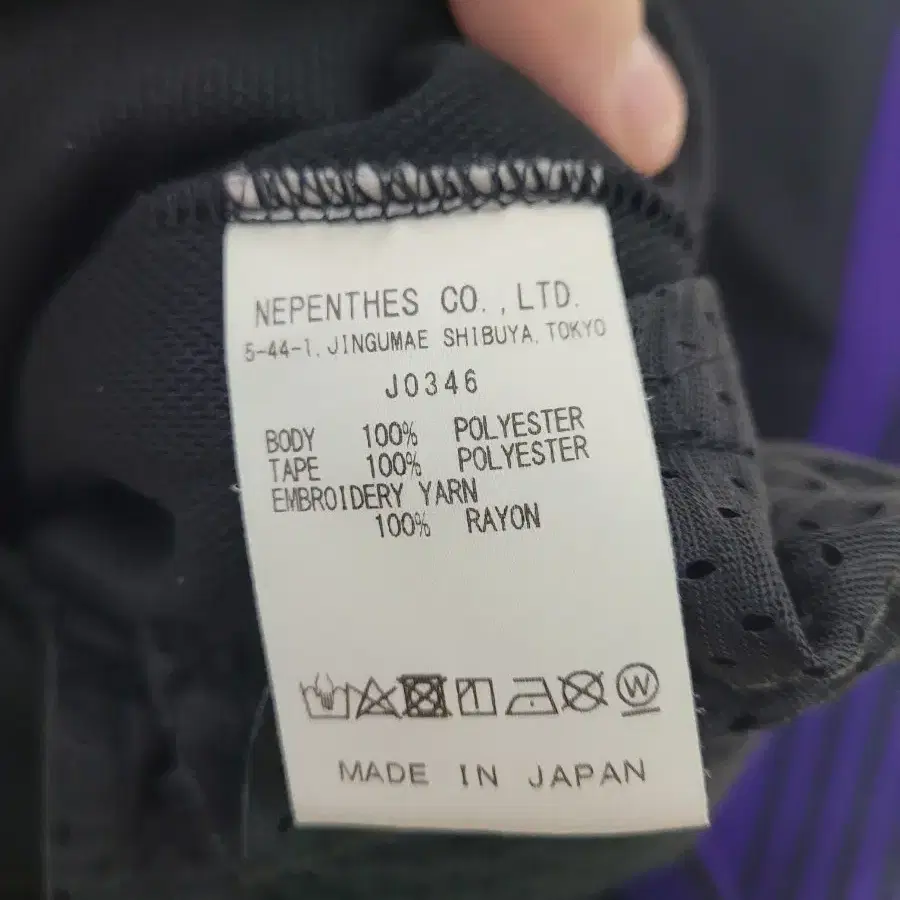 NEPENTHES CO.,LTD.
5-44-1, JINGUMAE SHIBUYA, TOKYO
J0346
BODY 100% POLYESTER
TAPE 100% POLYESTER
EMBROIDERY YARN
100% RAYON
W
MADE IN JAPAN